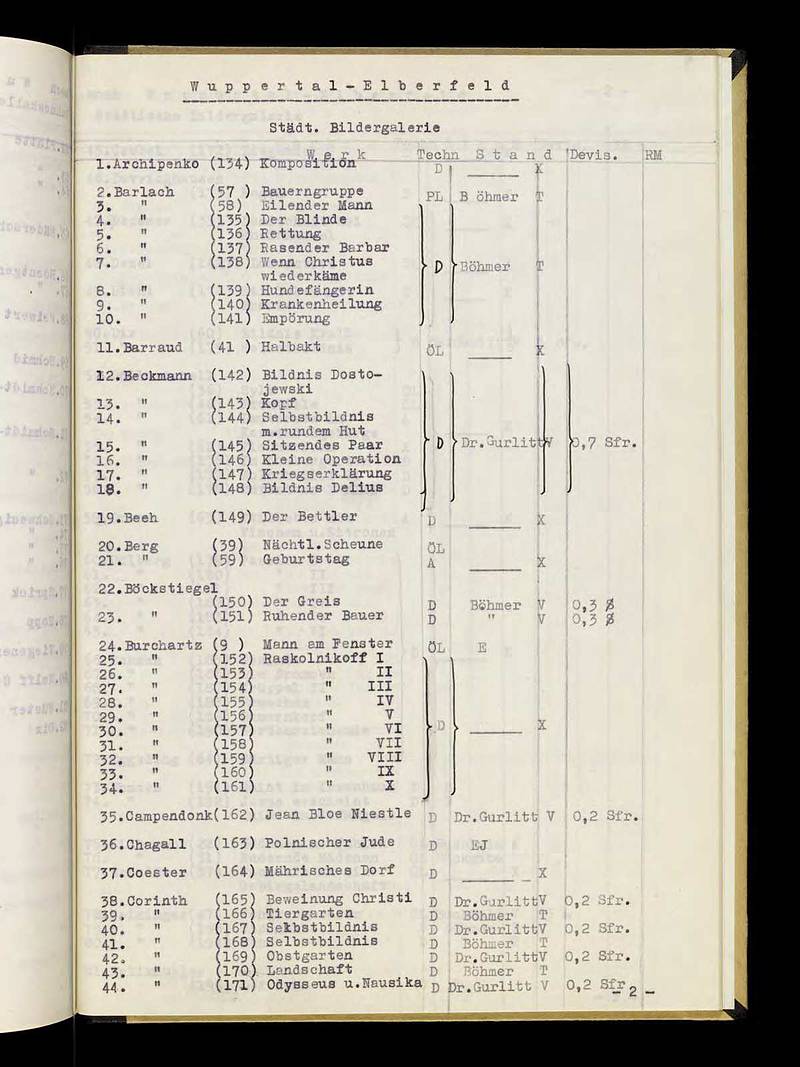 W u p p e r t a l - E l b e r f e l d
Städt. Bildergalerie
W e r k Techn S t a n d Devis. RM
1.Archipenko (134) Komposition D ______ X
2.Barlach (57 ) Bauerngruppe PL B öhmer T
3. " (58) Eilender Mann
4. " (135) Der Blinde
5. " (136) Rettung
6. " (137) Rasender Barbar
7. " (138) Wenn Christus D Böhmer T
wiederkäme
8. " (139) Hundefängerin
9. " (140) Krankenheilung
10. " (141) Empörung
11.Barraud (41 ) Halbakt ÖL ______ X
12.Beckmann (142) Bildnis Dosto-
jewski
13. " (143) Kopf
14. " (144) Selbstbildnis
m.rundem Hut
15. " (145) Sitzendes Paar D Dr.Gurlitt V 0,7 Sfr.
16. " (146) Kleine Operation
17. " (147) Kriegserklärung
18. " (148) Bildnis Delius
19.Beeh (149) Der Bettler D ______ X
20.Berg (39) Nächtl.Scheune ÖL
21. " (59) Geburtstag A ______ X
22.Böckstiegel
(150) Der Greis D Böhmer V 0,3 $
23. " (151) Ruhender Bauer D " V 0,3 $
24.Burchartz (9 ) Mann am Fenster ÖL E
25. " (152) Raskolnikoff I
26. " (153) " II
27. " (154) " III
28. " (155) " IV
29. " (156) " V
30. " (157) " VI D ______ X
31. " (158) " VII
32. " (159) " VIII
33. " (160) " IX
34. " (161) " X
35.Campendonk(162) Jean Bloe Niestle D Dr.Gurlitt V 0,2 Sfr.
36.Chagall (163) Polnischer Jude D EJ
37.Coester (164) Mährisches Dorf D ______ _ X
38.Corinth (165) Beweinung Christi D Dr.GurlittV 0,2 Sfr.
39. " (166) Tiergarten D Böhmer T
40. " (167) Selbstbildnis D Dr.GurlittV 0,2 Sfr.
41. " (168) Selbstbildnis D Böhmer T
42. " (169) Obstgarten D Dr.GurlittV 0,2 Sfr.
43. " (170) Landschaft D Böhmer T
44. " (171) Odysseus u.Nausika D Dr.Gurlitt V 0,2 Sfr
- 2 -